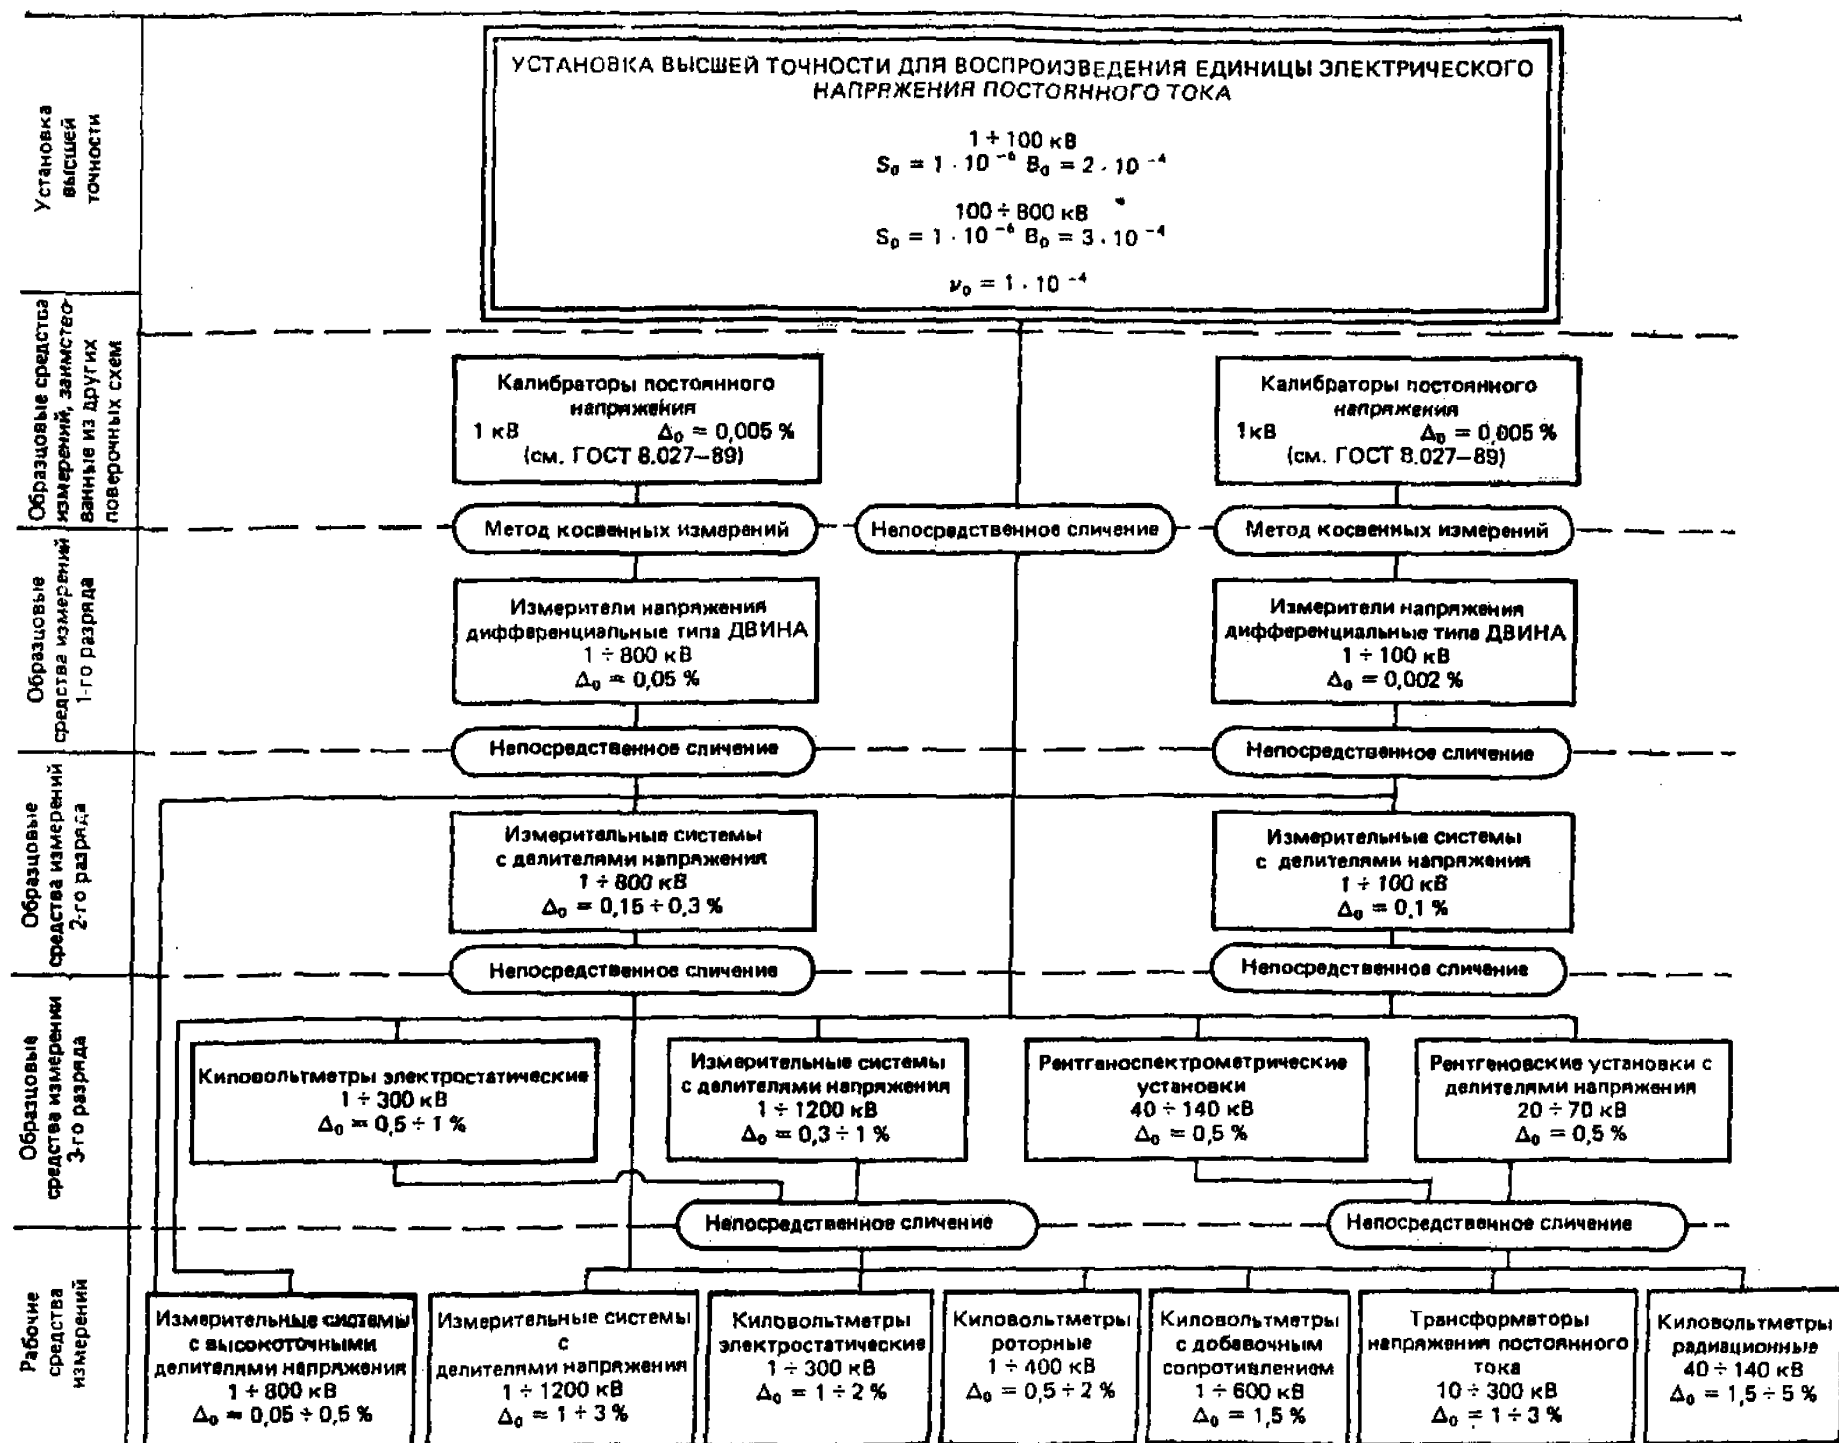 УСТАНОВКА ВЫСШЕЙ ТОЧНОСТИ ДЛЯ ВОСПРОИЗВЕДЕНИЯ ЕДИНИЦЫ ЭЛЕКТРИЧЕСКОГО
НАПРЯЖЕНИЯ ПОСТОЯННОГО ТОКА
1 ÷ 100 кВ
S₀ = 1 · 10⁻⁶ B₀ = 2 · 10⁻⁴
100 ÷ 800 кВ
S₀ = 1 · 10⁻⁶ B₀ = 3 · 10⁻⁴
ν₀ = 1 · 10⁻⁴
Установка
высшей
точности
Образцовые средства
измерений, заимство-
ванные из других
поверочных схем
Калибраторы постоянного
напряжения
1 кВ Δ₀ = 0,005 %
(см. ГОСТ 8.027—89)
Калибраторы постоянного
напряжения
1кВ Δ₀ = 0,005 %
(см. ГОСТ 8.027—89)
Метод косвенных измерений
Непосредственное сличение
Метод косвенных измерений
Образцовые
средства измерений
1-го разряда
Измерители напряжения
дифференциальные типа ДВИНА
1 ÷ 800 кВ
Δ₀ = 0,05 %
Измерители напряжения
дифференциальные типа ДВИНА
1 ÷ 100 кВ
Δ₀ = 0,002 %
Непосредственное сличение
Непосредственное сличение
Образцовые
средства измерений
2-го разряда
Измерительные системы
с делителями напряжения
1 ÷ 800 кВ
Δ₀ = 0,15 ÷ 0,3 %
Измерительные системы
с делителями напряжения
1 ÷ 100 кВ
Δ₀ = 0,1 %
Непосредственное сличение
Непосредственное сличение
Образцовые
средства измерении
3-го разряда
Киловольтметры электростатические
1 ÷ 300 кВ
Δ₀ = 0,5 ÷ 1 %
Измерительные системы
с делителями напряжения
1 ÷ 1200 кВ
Δ₀ = 0,3 ÷ 1 %
Рентгеноспектрометрические
установки
40 ÷ 140 кВ
Δ₀ = 0,5 %
Рентгеновские установки с
делителями напряжения
20 ÷ 70 кВ
Δ₀ = 0,5 %
Непосредственное сличение
Непосредственное сличение
Рабочие
средства
измерений
Измерительные системы
с высокоточными
делителями напряжения
1 ÷ 800 кВ
Δ₀ = 0,05 ÷ 0,5 %
Измерительные системы
с
делителями напряжения
1 ÷ 1200 кВ
Δ₀ = 1 ÷ 3 %
Киловольтметры
электростатические
1 ÷ 300 кВ
Δ₀ = 1 ÷ 2 %
Киловольтметры
роторные
1 ÷ 400 кВ
Δ₀ = 0,5 ÷ 2 %
Киловольтметры
с добавочным
сопротивлением
1 ÷ 600 кВ
Δ₀ = 1,5 %
Трансформаторы
напряжения постоянного
тока
10 ÷ 300 кВ
Δ₀ = 1 ÷ 3 %
Киловольтметры
радиационные
40 ÷ 140 кВ
Δ₀ = 1,5 ÷ 5 %